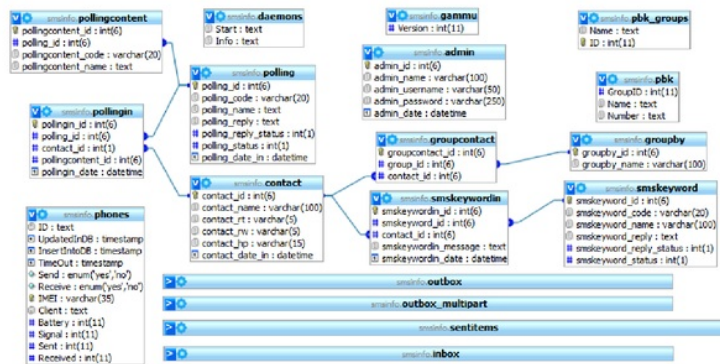 smsinfo.pollingcontent
pollingcontent_id : int(6)
polling_id : int(6)
pollingcontent_code : varchar(20)
pollingcontent_name : text
smsinfo.daemons
Start : text
Info : text
smsinfo.gammu
Version : int(11)
smsinfo.pbk_groups
Name : text
ID : int(11)
smsinfo.polling
polling_id : int(6)
polling_code : varchar(20)
polling_name : text
polling_reply : text
polling_reply_status : int(1)
polling_status : int(1)
polling_date_in : datetime
smsinfo.admin
admin_id : int(6)
admin_name : varchar(100)
admin_username : varchar(50)
admin_password : varchar(250)
admin_date : datetime
smsinfo.pbk
GroupID : int(11)
Name : text
Number : text
smsinfo.pollingin
pollingin_id : int(6)
polling_id : int(6)
contact_id : int(1)
pollingcontent_id : int(6)
pollingin_date : datetime
smsinfo.groupcontact
groupcontact_id : int(6)
group_id : int(6)
contact_id : int(6)
smsinfo.groupby
groupby_id : int(6)
groupby_name : varchar(100)
smsinfo.contact
contact_id : int(6)
contact_name : varchar(100)
contact_rt : varchar(5)
contact_rw : varchar(5)
contact_hp : varchar(15)
contact_date_in : datetime
smsinfo.smskeywordin
smskeywordin_id : int(6)
smskeyword_id : int(6)
contact_id : int(6)
smskeywordin_message : text
smskeywordin_date : datetime
smsinfo.smskeyword
smskeyword_id : int(6)
smskeyword_code : varchar(20)
smskeyword_name : varchar(100)
smskeyword_reply : text
smskeyword_reply_status : int(1)
smskeyword_status : int(1)
smsinfo.phones
ID : text
UpdatedInDB : timestamp
InsertIntoDB : timestamp
TimeOut : timestamp
Send : enum('yes','no')
Receive : enum('yes','no')
IMEI : varchar(35)
Client : text
Battery : int(11)
Signal : int(11)
Sent : int(11)
Received : int(11)
smsinfo.outbox
smsinfo.outbox_multipart
smsinfo.sentitems
smsinfo.inbox